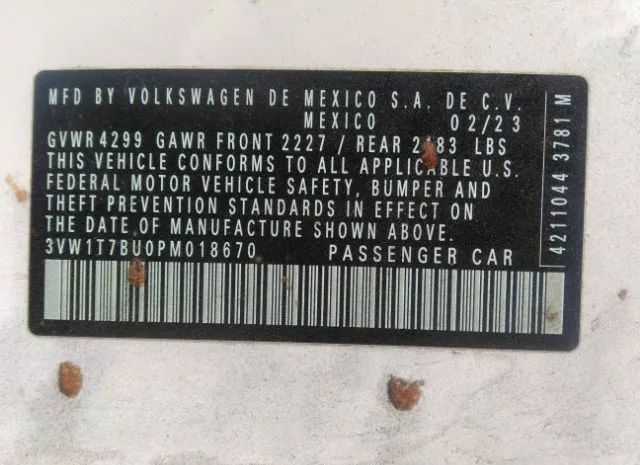 MFD BY VOLKSWAGEN DE MEXICO S.A. DE C.V.
MEXICO 02/23
GVWR 4299 GAWR FRONT 2227 / REAR 2183 LBS
THIS VEHICLE CONFORMS TO ALL APPLICABLE U.S.
FEDERAL MOTOR VEHICLE SAFETY, BUMPER AND
THEFT PREVENTION STANDARDS IN EFFECT ON
THE DATE OF MANUFACTURE SHOWN ABOVE.
3VW1T7BU0PM018670 PASSENGER CAR
42110443781 M